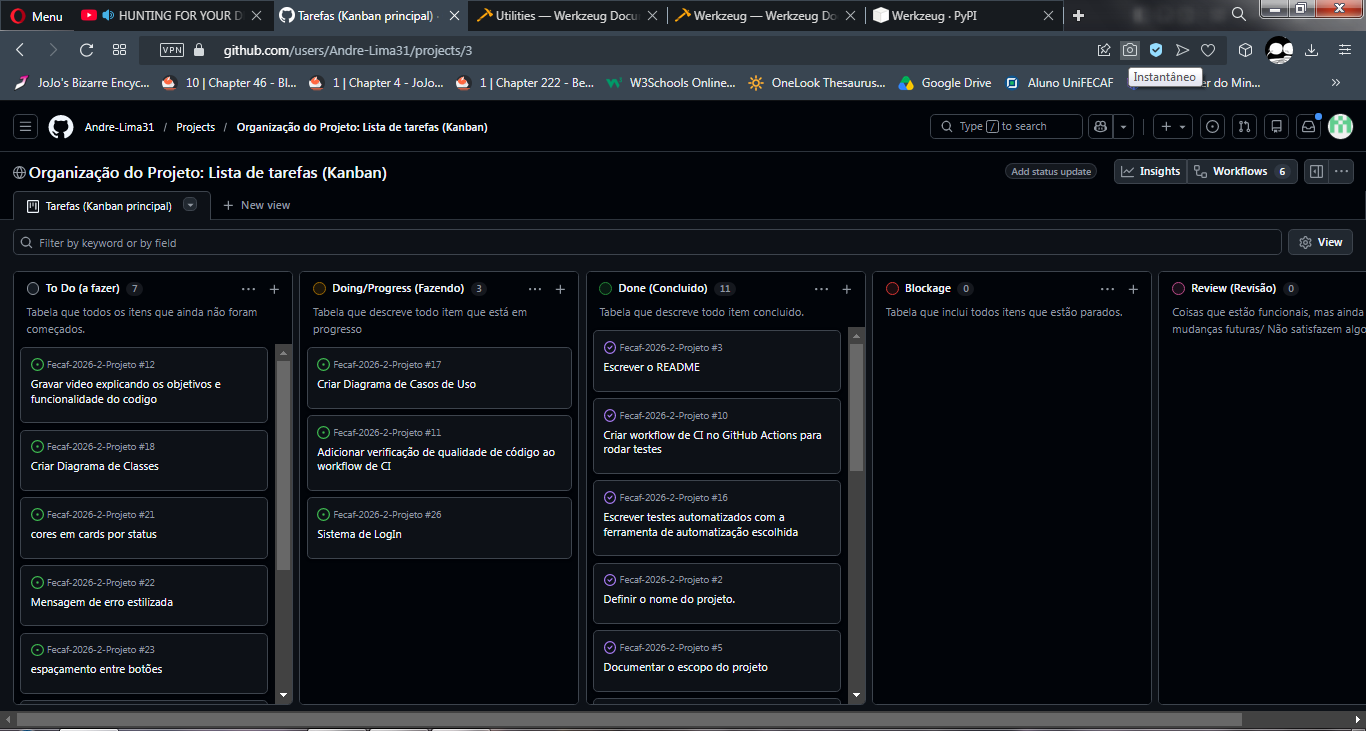 Menu
HUNTING FOR YOUR D
Tarefas (Kanban principal) ·
Utilities — Werkzeug Docu
Werkzeug — Werkzeug Do
Werkzeug · PyPI
VPN
github.com/users/Andre-Lima31/projects/3
Instantâneo
JoJo's Bizarre Encyc...
10 | Chapter 46 - Bl...
1 | Chapter 4 - JoJo...
1 | Chapter 222 - Be...
W3Schools Online...
OneLook Thesaurus...
Google Drive
Aluno UniFECAF
er do Min...
Andre-Lima31 / Projects / Organização do Projeto: Lista de tarefas (Kanban)
Type / to search
Organização do Projeto: Lista de tarefas (Kanban)
Add status update
Insights
Workflows 6
Tarefas (Kanban principal)
New view
Filter by keyword or by field
View
To Do (a fazer) 7
Tabela que todos os itens que ainda não foram
começados.
Fecaf-2026-2-Projeto #12
Gravar video explicando os objetivos e
funcionalidade do codigo
Fecaf-2026-2-Projeto #18
Criar Diagrama de Classes
Fecaf-2026-2-Projeto #21
cores em cards por status
Fecaf-2026-2-Projeto #22
Mensagem de erro estilizada
Fecaf-2026-2-Projeto #23
espaçamento entre botões
Doing/Progress (Fazendo) 3
Tabela que descreve todo item que está em
progresso
Fecaf-2026-2-Projeto #17
Criar Diagrama de Casos de Uso
Fecaf-2026-2-Projeto #11
Adicionar verificação de qualidade de código ao
workflow de CI
Fecaf-2026-2-Projeto #26
Sistema de LogIn
Done (Concluido) 11
Tabela que descreve todo item concluido.
Fecaf-2026-2-Projeto #3
Escrever o README
Fecaf-2026-2-Projeto #10
Criar workflow de CI no GitHub Actions para
rodar testes
Fecaf-2026-2-Projeto #16
Escrever testes automatizados com a
ferramenta de automatização escolhida
Fecaf-2026-2-Projeto #2
Definir o nome do projeto.
Fecaf-2026-2-Projeto #5
Documentar o escopo do projeto
Blockage 0
Tabela que inclui todos itens que estão parados.
Review (Revisão) 0
Coisas que estão funcionais, mas ainda
mudanças futuras/ Não satisfazem algo